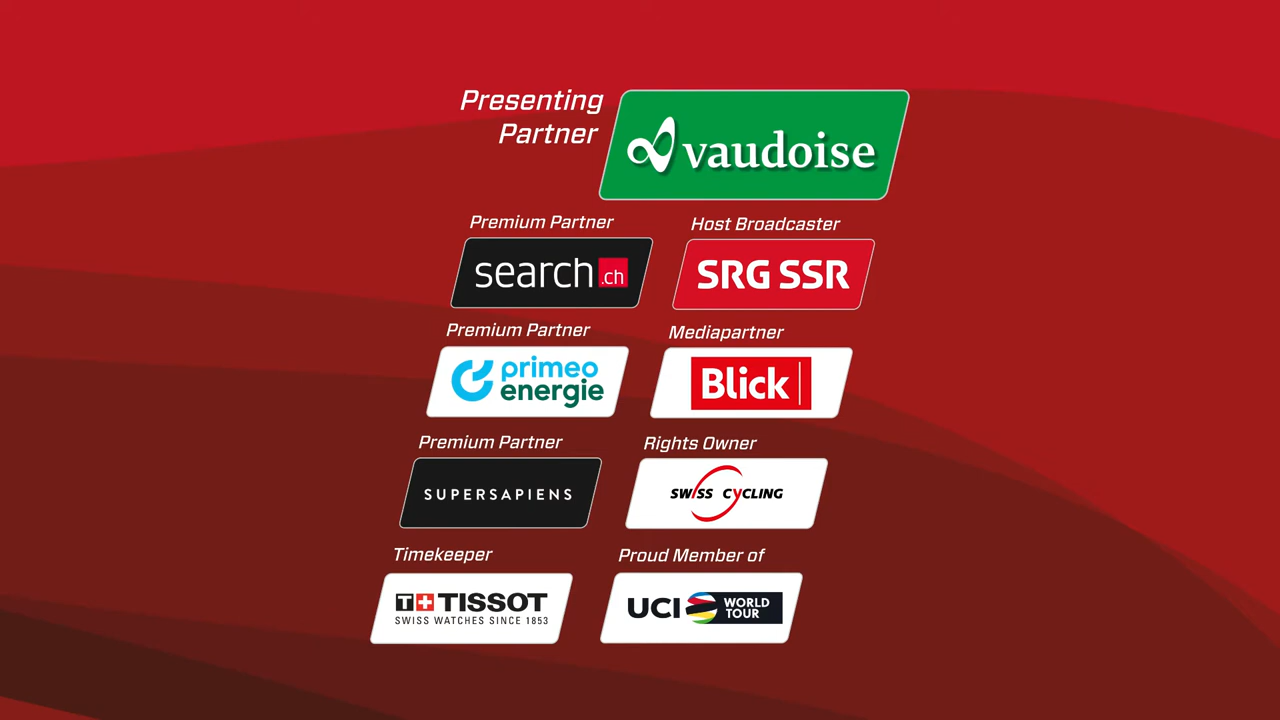 Presenting
Partner
vaudoise
Premium Partner
Host Broadcaster
search.ch
SRG SSR
Premium Partner
Mediapartner
primeo
energie
Blick
Premium Partner
Rights Owner
SUPERSAPIENS
SWISS CYCLING
Timekeeper
Proud Member of
T+ TISSOT
SWISS WATCHES SINCE 1853
UCI WORLD
TOUR